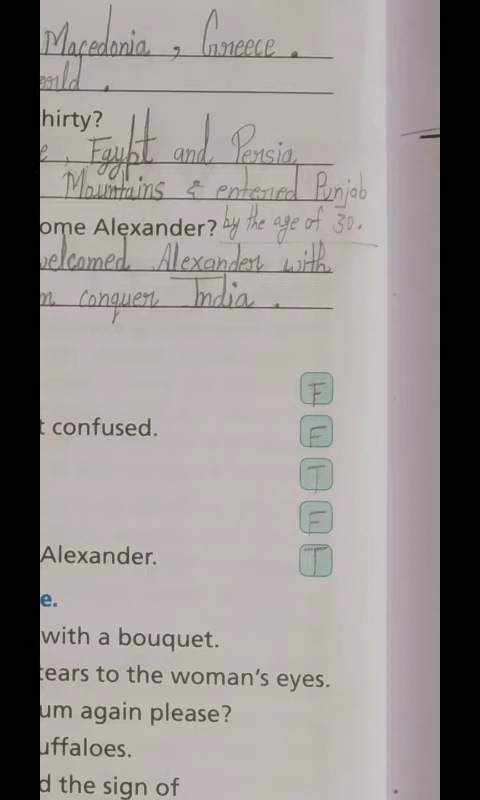 Macedonia, Greece.
orld.
hirty?
e, Egypt and Persia
Mountains & entered Punjab
by the age of 30.
ome Alexander?
welcomed Alexander with
n conquer India.
F
t confused. F
T
F
Alexander. T
e.
with a bouquet.
tears to the woman's eyes.
um again please?
uffaloes.
d the sign of